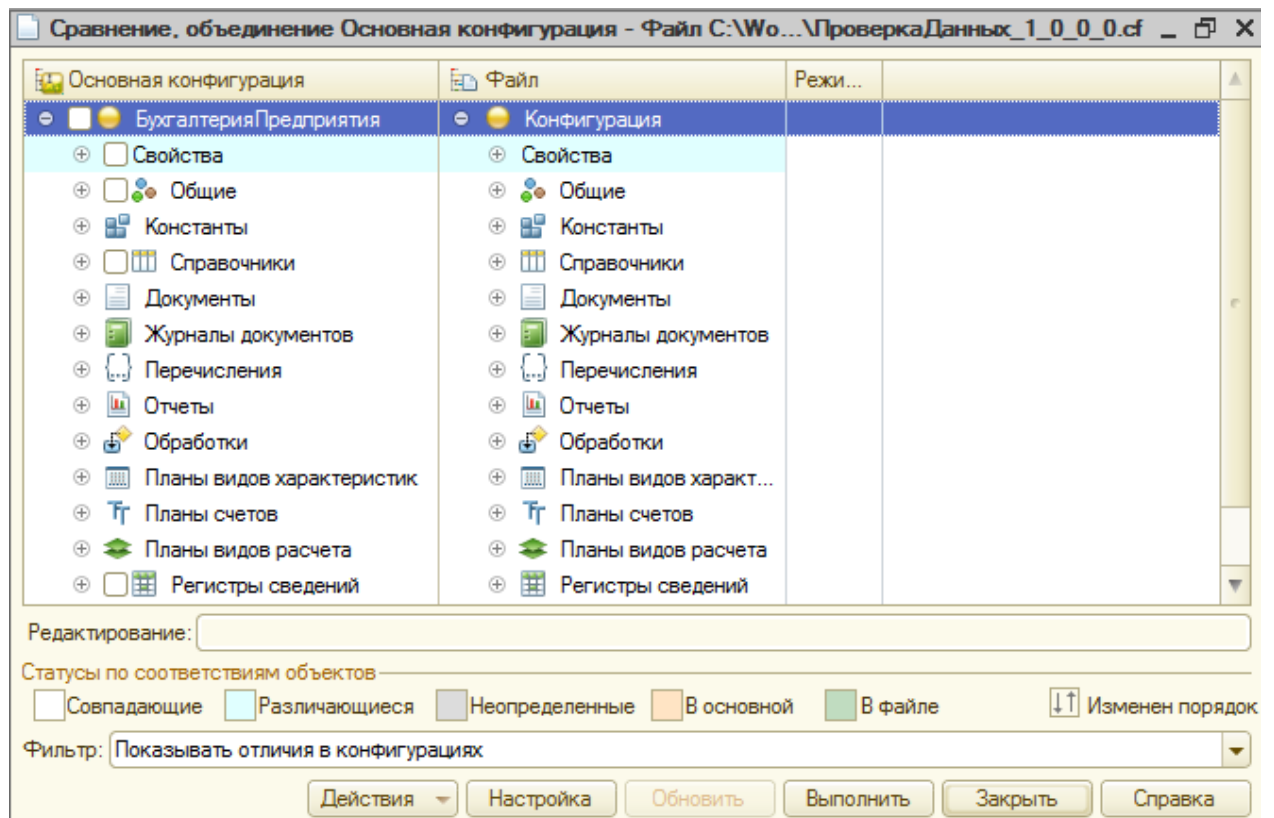 Сравнение, объединение Основная конфигурация - Файл C:\Wo...\ПроверкаДанных_1_0_0_0.cf
Основная конфигурация Файл Режи...
БухгалтерияПредприятия Конфигурация
Свойства Свойства
Общие Общие
Константы Константы
Справочники Справочники
Документы Документы
Журналы документов Журналы документов
Перечисления Перечисления
Отчеты Отчеты
Обработки Обработки
Планы видов характеристик Планы видов характ...
Планы счетов Планы счетов
Планы видов расчета Планы видов расчета
Регистры сведений Регистры сведений
Редактирование:
Статусы по соответствиям объектов
Совпадающие Различающиеся Неопределенные В основной В файле Изменен порядок
Фильтр: Показывать отличия в конфигурациях
Действия Настройка Обновить Выполнить Закрыть Справка